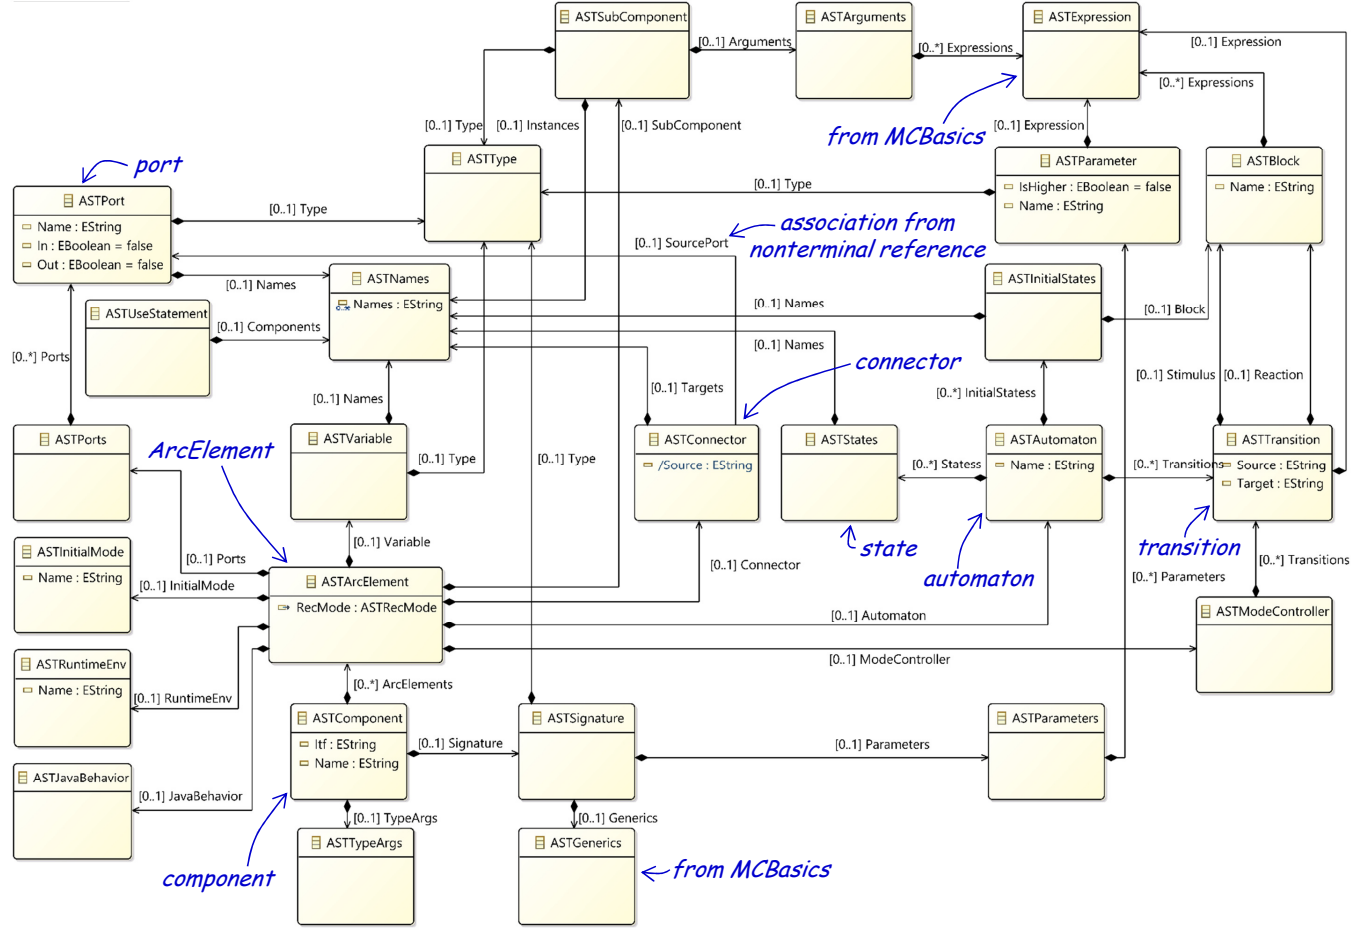 ASTSubComponent
ASTArguments
ASTExpression
[0..1] Arguments
[0..*] Expressions
[0..1] Expression
[0..*] Expressions
[0..1] Type
[0..1] Instances
[0..1] SubComponent
from MCBasics
[0..1] Expression
port
ASTType
ASTParameter
IsHigher : EBoolean = false
Name : EString
ASTBlock
Name : EString
ASTPort
Name : EString
In : EBoolean = false
Out : EBoolean = false
[0..1] Type
[0..1] Type
association from
nonterminal reference
[0..1] SourcePort
[0..1] Names
ASTNames
Names : EString
0..*
ASTInitialStates
[0..1] Names
[0..1] Block
ASTUseStatement
[0..1] Components
[0..1] Names
[0..*] Ports
connector
[0..1] Targets
[0..1] Stimulus
[0..1] Reaction
[0..1] Names
[0..*] InitialStatess
ASTPorts
ArcElement
ASTVariable
[0..1] Type
[0..1] Type
ASTConnector
/Source : EString
ASTStates
[0..*] Statess
ASTAutomaton
Name : EString
[0..*] Transitions
ASTTransition
Source : EString
Target : EString
ASTInitialMode
Name : EString
[0..1] Variable
[0..1] Ports
[0..1] InitialMode
state
automaton
transition
[0..1] Connector
[0..*] Transitions
[0..*] Parameters
ASTArcElement
RecMode : ASTRecMode
[0..1] Automaton
ASTModeController
[0..1] ModeController
ASTRuntimeEnv
Name : EString
[0..1] RuntimeEnv
[0..*] ArcElements
ASTComponent
Itf : EString
Name : EString
[0..1] Signature
ASTSignature
[0..1] Parameters
ASTParameters
ASTJavaBehavior
[0..1] JavaBehavior
[0..1] TypeArgs
[0..1] Generics
ASTTypeArgs
ASTGenerics
component
from MCBasics